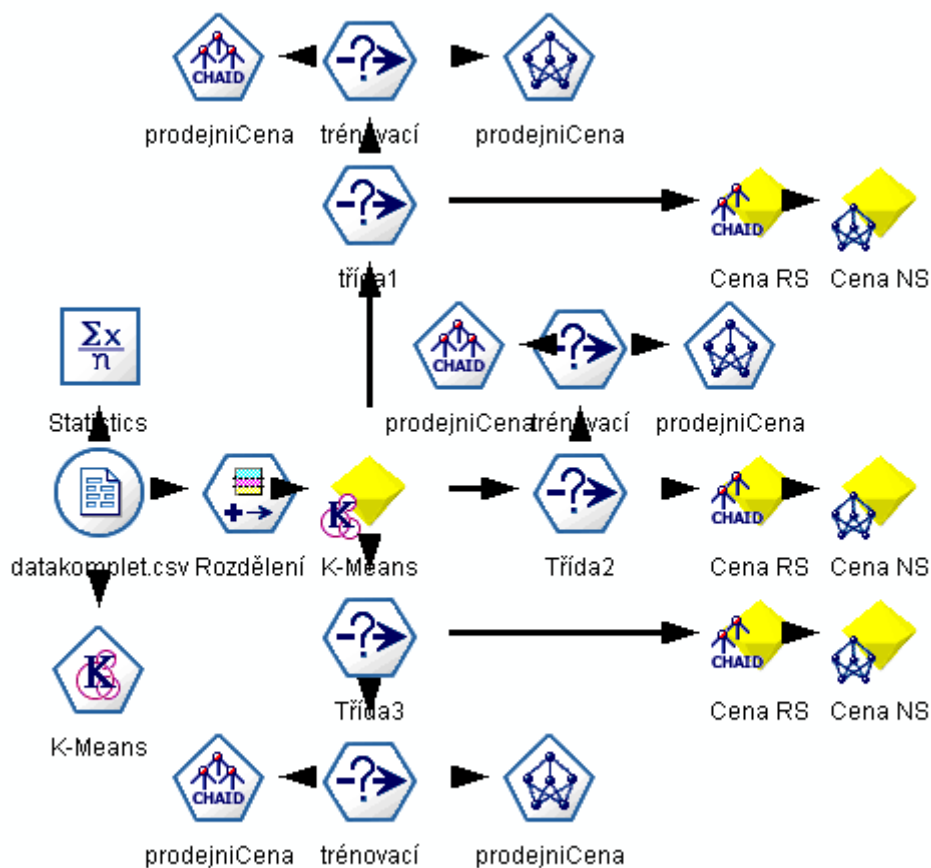 CHAID
prodejniCena
trénovací
prodejniCena
třída1
CHAID
Cena RS
Cena NS
Σx
n
Statistics
CHAID
prodejniCena
trénovací
prodejniCena
datakomplet.csv
Rozdělení
K
K-Means
Třída2
CHAID
Cena RS
Cena NS
K
K-Means
Třída3
CHAID
Cena RS
Cena NS
CHAID
prodejniCena
trénovací
prodejniCena